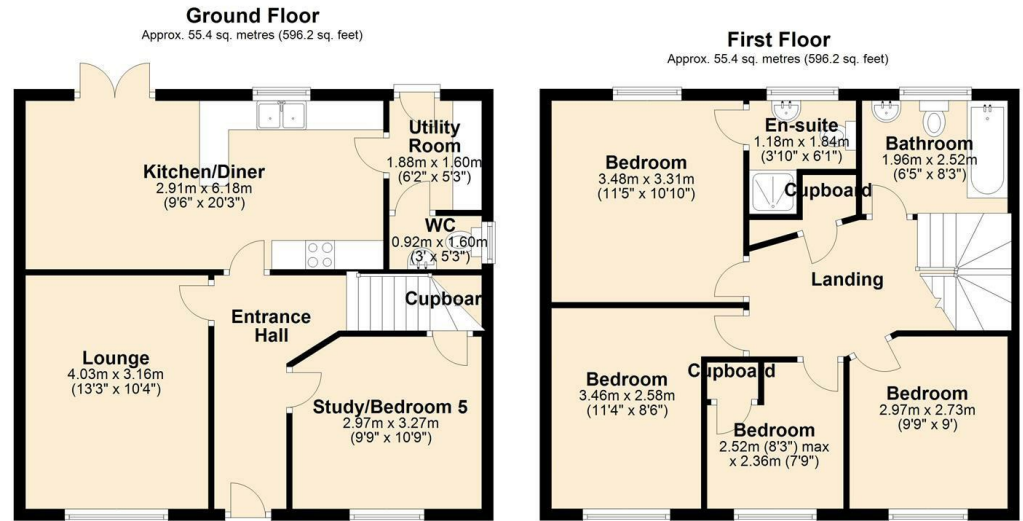 Ground Floor
Approx. 55.4 sq. metres (596.2 sq. feet)
Kitchen/Diner
2.91m x 6.18m
(9'6" x 20'3")
Utility
Room
1.88m x 1.60m
(6'2" x 5'3")
WC
0.92m x 1.60m
(3' x 5'3")
Cupboar
Entrance
Hall
Lounge
4.03m x 3.16m
(13'3" x 10'4")
Study/Bedroom 5
2.97m x 3.27m
(9'9" x 10'9")
First Floor
Approx. 55.4 sq. metres (596.2 sq. feet)
Bedroom
3.48m x 3.31m
(11'5" x 10'10")
En-suite
1.18m x 1.84m
(3'10" x 6'1")
Bathroom
1.96m x 2.52m
(6'5" x 8'3")
Cupboard
Landing
Bedroom
3.46m x 2.58m
(11'4" x 8'6")
Cupboard
Bedroom
2.52m (8'3") max
x 2.36m (7'9")
Bedroom
2.97m x 2.73m
(9'9" x 9')